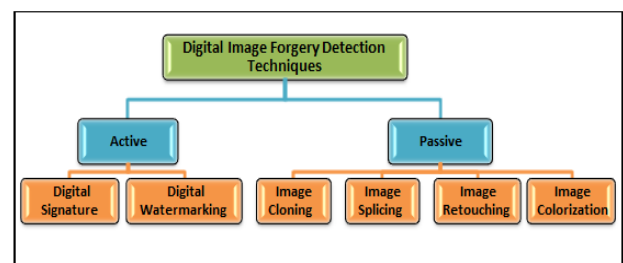 Digital Image Forgery Detection
Techniques
Active
Passive
Digital
Signature
Digital
Watermarking
Image
Cloning
Image
Splicing
Image
Retouching
Image
Colorization